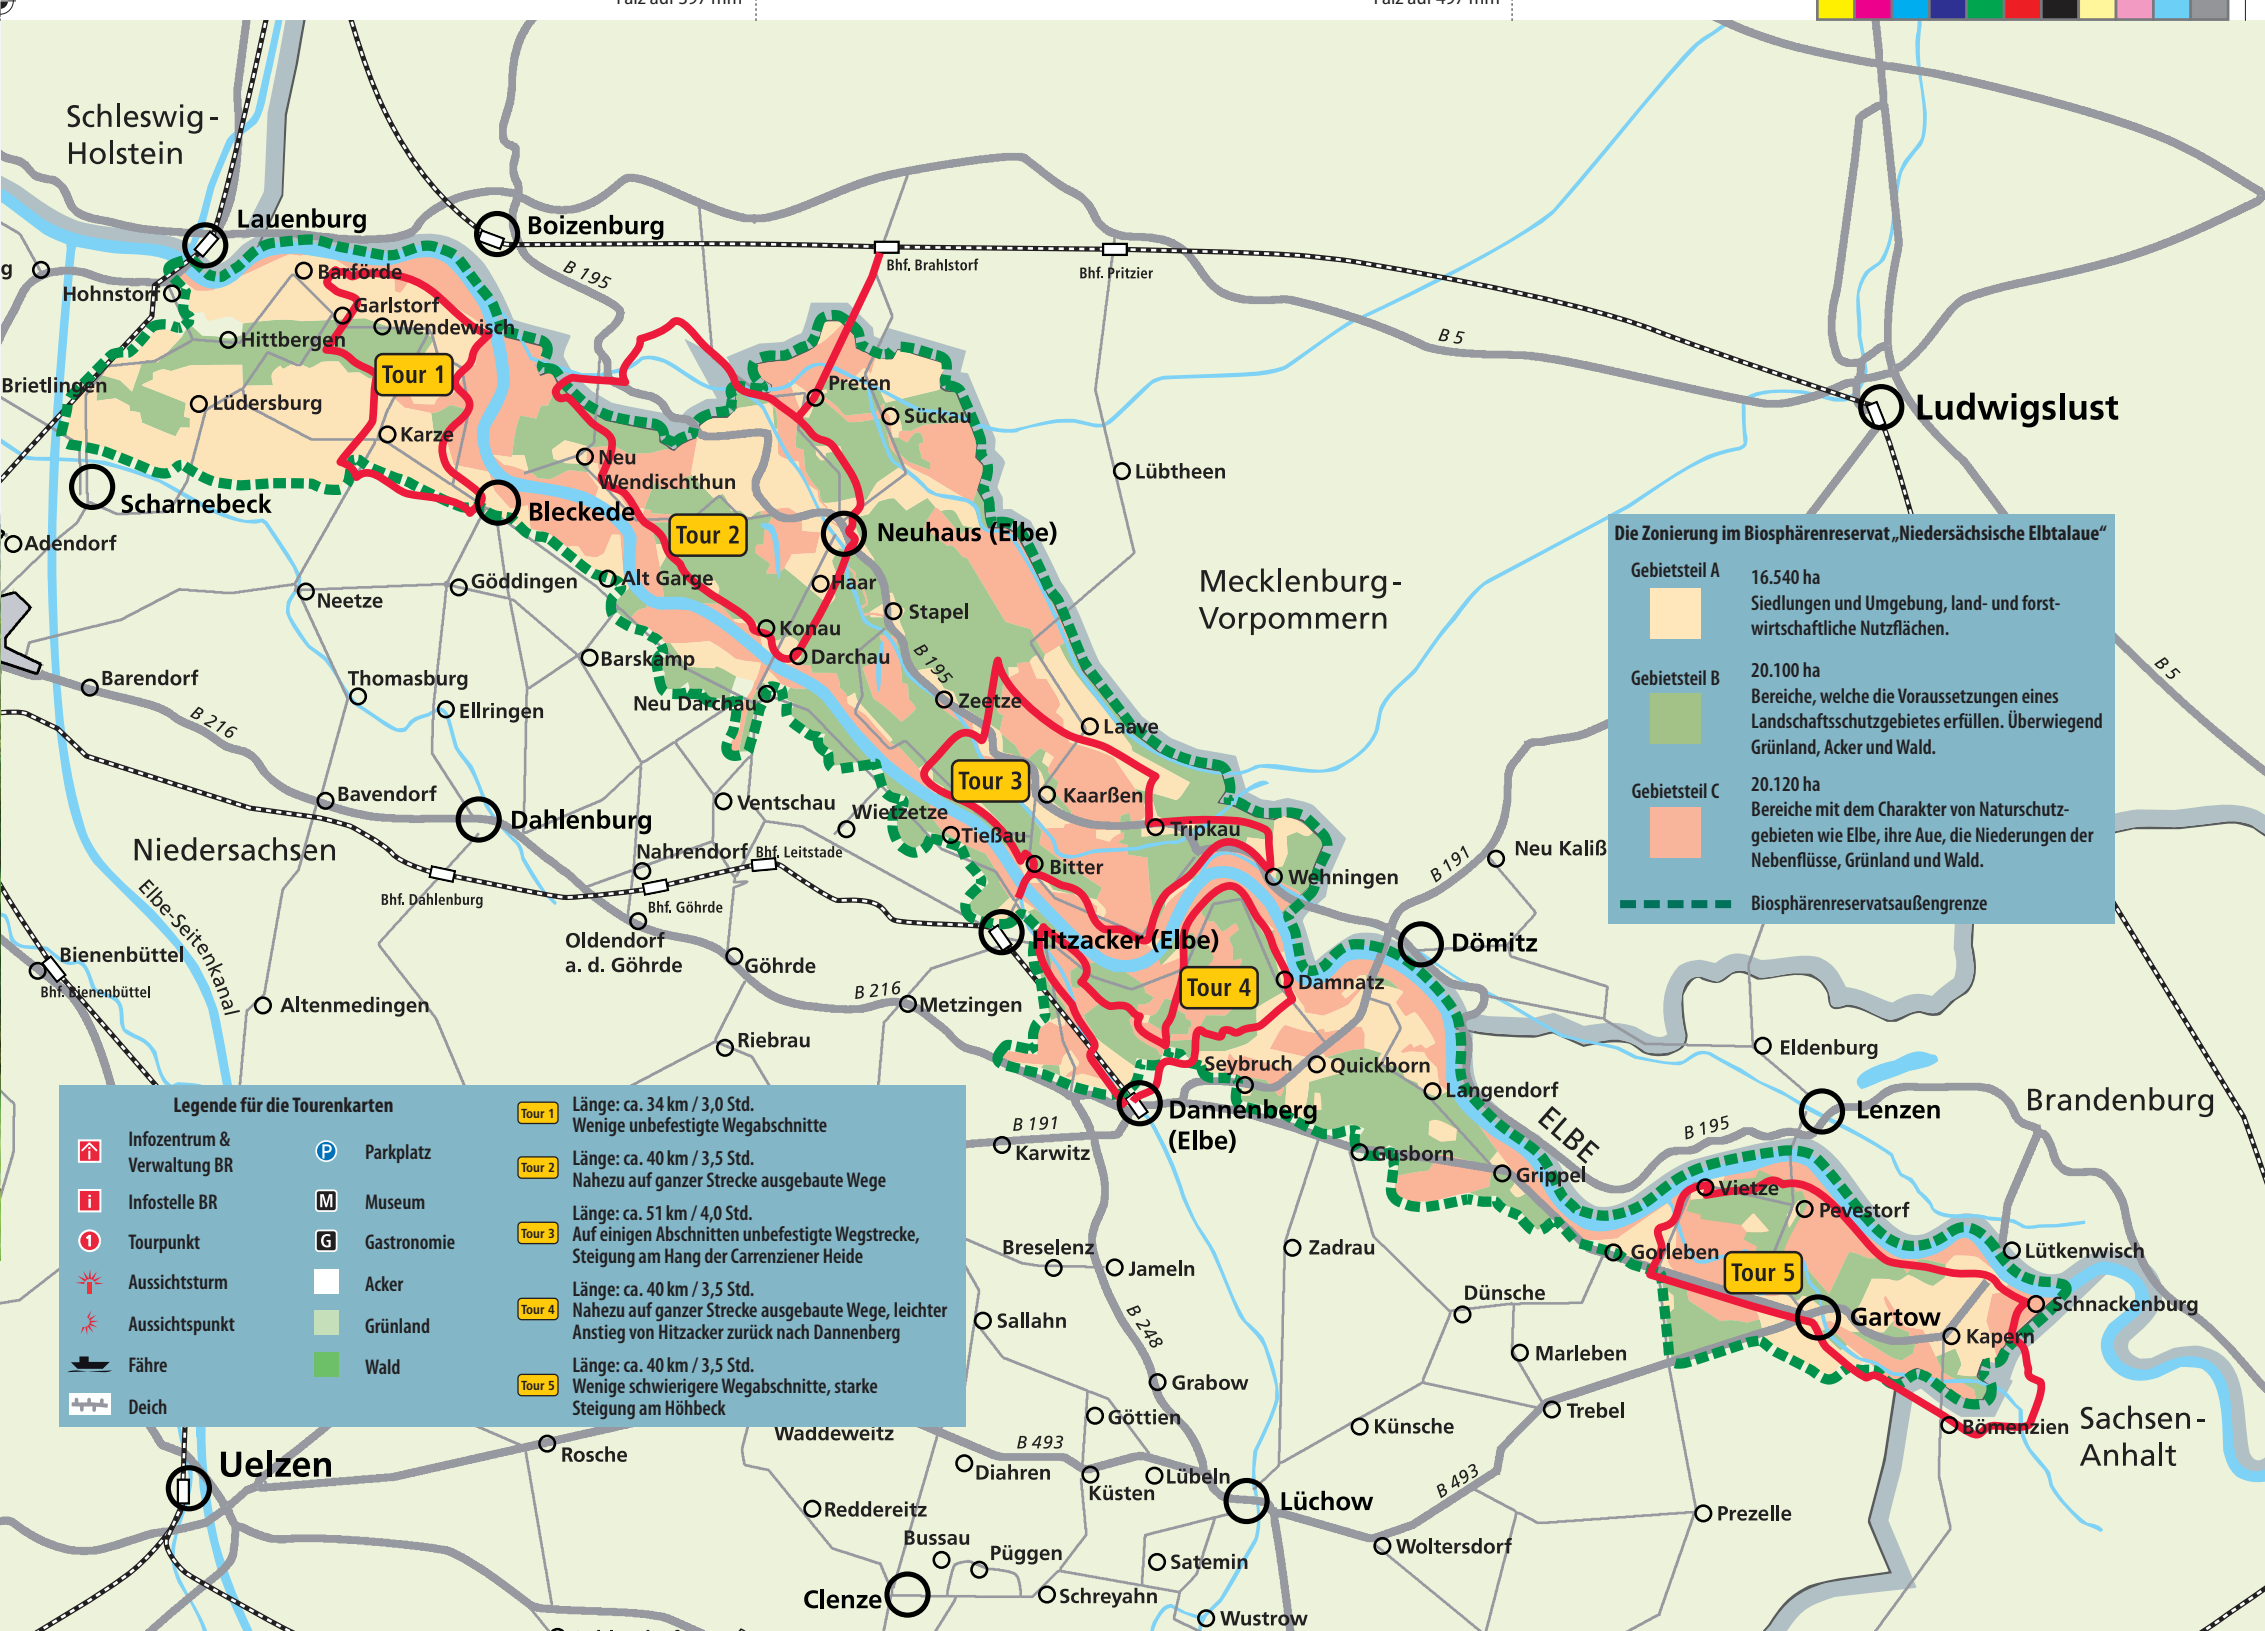 Schleswig-
Holstein
Lauenburg
Boizenburg
B 195
Bhf. Brahlstorf
Bhf. Pritzier
g
Hohnstorf
Barförde
Garlstorf
Wendewisch
Hittbergen
Tour 1
Brietlingen
Lüdersburg
Karze
Preten
Sückau
B 5
Ludwigslust
Lübtheen
Neu
Wendischthun
Scharnebeck
Bleckede
Tour 2
Neuhaus (Elbe)
Adendorf
Göddingen
Alt Garge
Haar
Neetze
Stapel
Mecklenburg-
Vorpommern
Konau
Darchau
Barskamp
B 195
Barendorf
Thomasburg
Neu Darchau
Zeetze
Ellringen
B 216
Laave
B 5
Die Zonierung im Biosphärenreservat „Niedersächsische Elbtalaue“
Gebietsteil A
16.540 ha
Siedlungen und Umgebung, land- und forst-
wirtschaftliche Nutzflächen.
Gebietsteil B
20.100 ha
Bereiche, welche die Voraussetzungen eines
Landschaftsschutzgebietes erfüllen. Überwiegend
Grünland, Acker und Wald.
Gebietsteil C
20.120 ha
Bereiche mit dem Charakter von Naturschutz-
gebieten wie Elbe, ihre Aue, die Niederungen der
Nebenflüsse, Grünland und Wald.
Biosphärenreservatsaußengrenze
Tour 3
Bavendorf
Ventschau
Kaarßen
Wietzetze
Dahlenburg
Tießau
Tripkau
Niedersachsen
Nahrendorf
Bhf. Leitstade
Bitter
Neu Kaliß
B 191
Wehningen
Bhf. Dahlenburg
Bhf. Göhrde
Elbe-Seitenkanal
Oldendorf
a. d. Göhrde
Hitzacker (Elbe)
Dömitz
Bienenbüttel
Göhrde
Bhf. Bienenbüttel
Altenmedingen
B 216
Metzingen
Tour 4
Damnatz
Riebrau
Eldenburg
Seybruch
Quickborn
Langendorf
Dannenberg
(Elbe)
Lenzen
Brandenburg
ELBE
B 195
B 191
Karwitz
Gusborn
Grippel
Vietze
Pevestorf
Legende für die Tourenkarten
Infozentrum &
Verwaltung BR
Infostelle BR
Tourpunkt
Aussichtsturm
Aussichtspunkt
Fähre
Deich
P
Parkplatz
M
Museum
G
Gastronomie
Acker
Grünland
Wald
Tour 1
Länge: ca. 34 km / 3,0 Std.
Wenige unbefestigte Wegabschnitte
Tour 2
Länge: ca. 40 km / 3,5 Std.
Nahezu auf ganzer Strecke ausgebaute Wege
Tour 3
Länge: ca. 51 km / 4,0 Std.
Auf einigen Abschnitten unbefestigte Wegstrecke,
Steigung am Hang der Carrenziener Heide
Tour 4
Länge: ca. 40 km / 3,5 Std.
Nahezu auf ganzer Strecke ausgebaute Wege, leichter
Anstieg von Hitzacker zurück nach Dannenberg
Tour 5
Länge: ca. 40 km / 3,5 Std.
Wenige schwierigere Wegabschnitte, starke
Steigung am Höhbeck
Breselenz
Jameln
Zadrau
Gorleben
Tour 5
Lütkenwisch
Sallahn
B 248
Dünsche
Gartow
Schnackenburg
Kapern
Marleben
Grabow
Göttien
Künsche
Trebel
Bömenzien
Sachsen-
Anhalt
Waddeweitz
Rosche
B 493
Diahren
Küsten
Lübeln
B 493
Uelzen
Lüchow
Reddereitz
Prezelle
Bussau
Püggen
Satemin
Woltersdorf
Clenze
Schreyahn
Wustrow